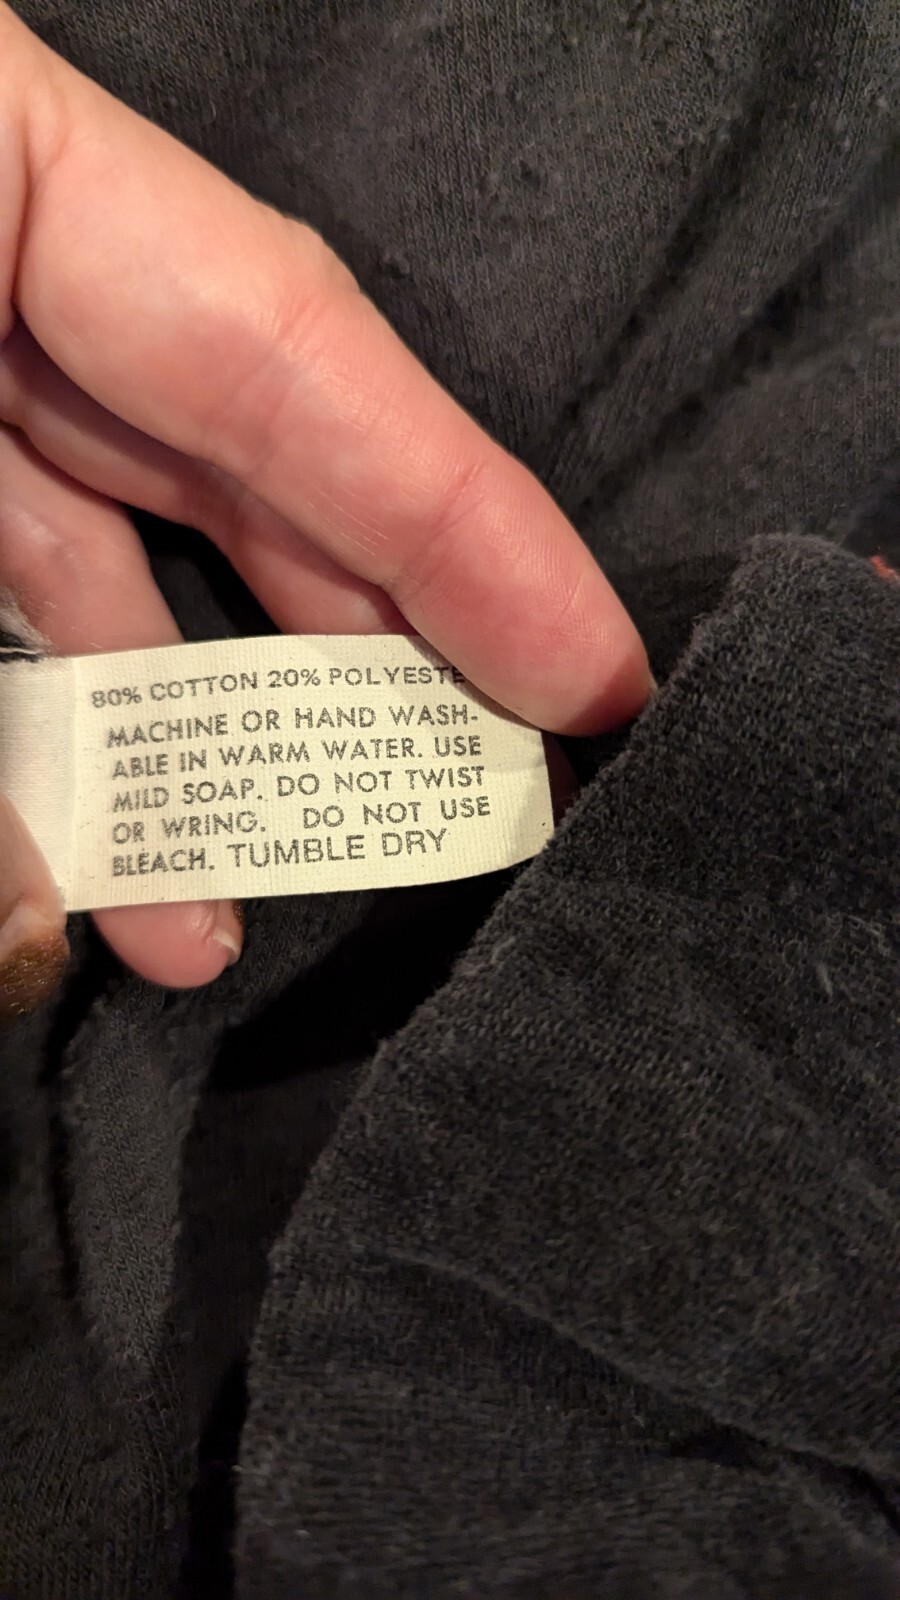 80% COTTON 20% POLYESTE
MACHINE OR HAND WASH-
ABLE IN WARM WATER. USE
MILD SOAP. DO NOT TWIST
OR WRING. DO NOT USE
BLEACH. TUMBLE DRY